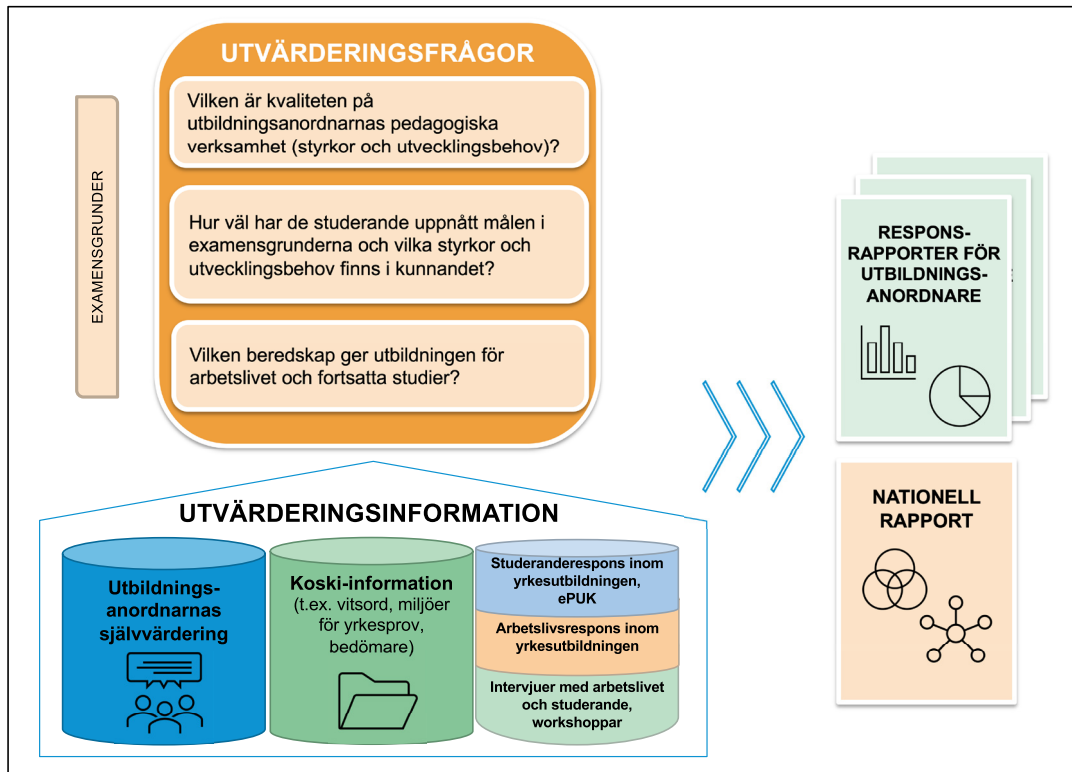 UTVÄRDERINGSFRÅGOR
Vilken är kvaliteten på
utbildningsanordnarnas pedagogiska
verksamhet (styrkor och utvecklingsbehov)?
Hur väl har de studerande uppnått målen i
examensgrunderna och vilka styrkor och
utvecklingsbehov finns i kunnandet?
Vilken beredskap ger utbildningen för
arbetslivet och fortsatta studier?
EXAMENSGRUNDER
UTVÄRDERINGSINFORMATION
Utbildnings-
anordnarnas
självvärdering
Koski-information
(t.ex. vitsord, miljöer
för yrkesprov,
bedömare)
Studeranderespons inom
yrkesutbildningen,
ePUK
Arbetslivsrespons inom
yrkesutbildningen
Intervjuer med arbetslivet
och studerande,
workshoppar
RESPONS-
RAPPORTER FÖR
UTBILDNINGS-
ANORDNARE
NATIONELL
RAPPORT